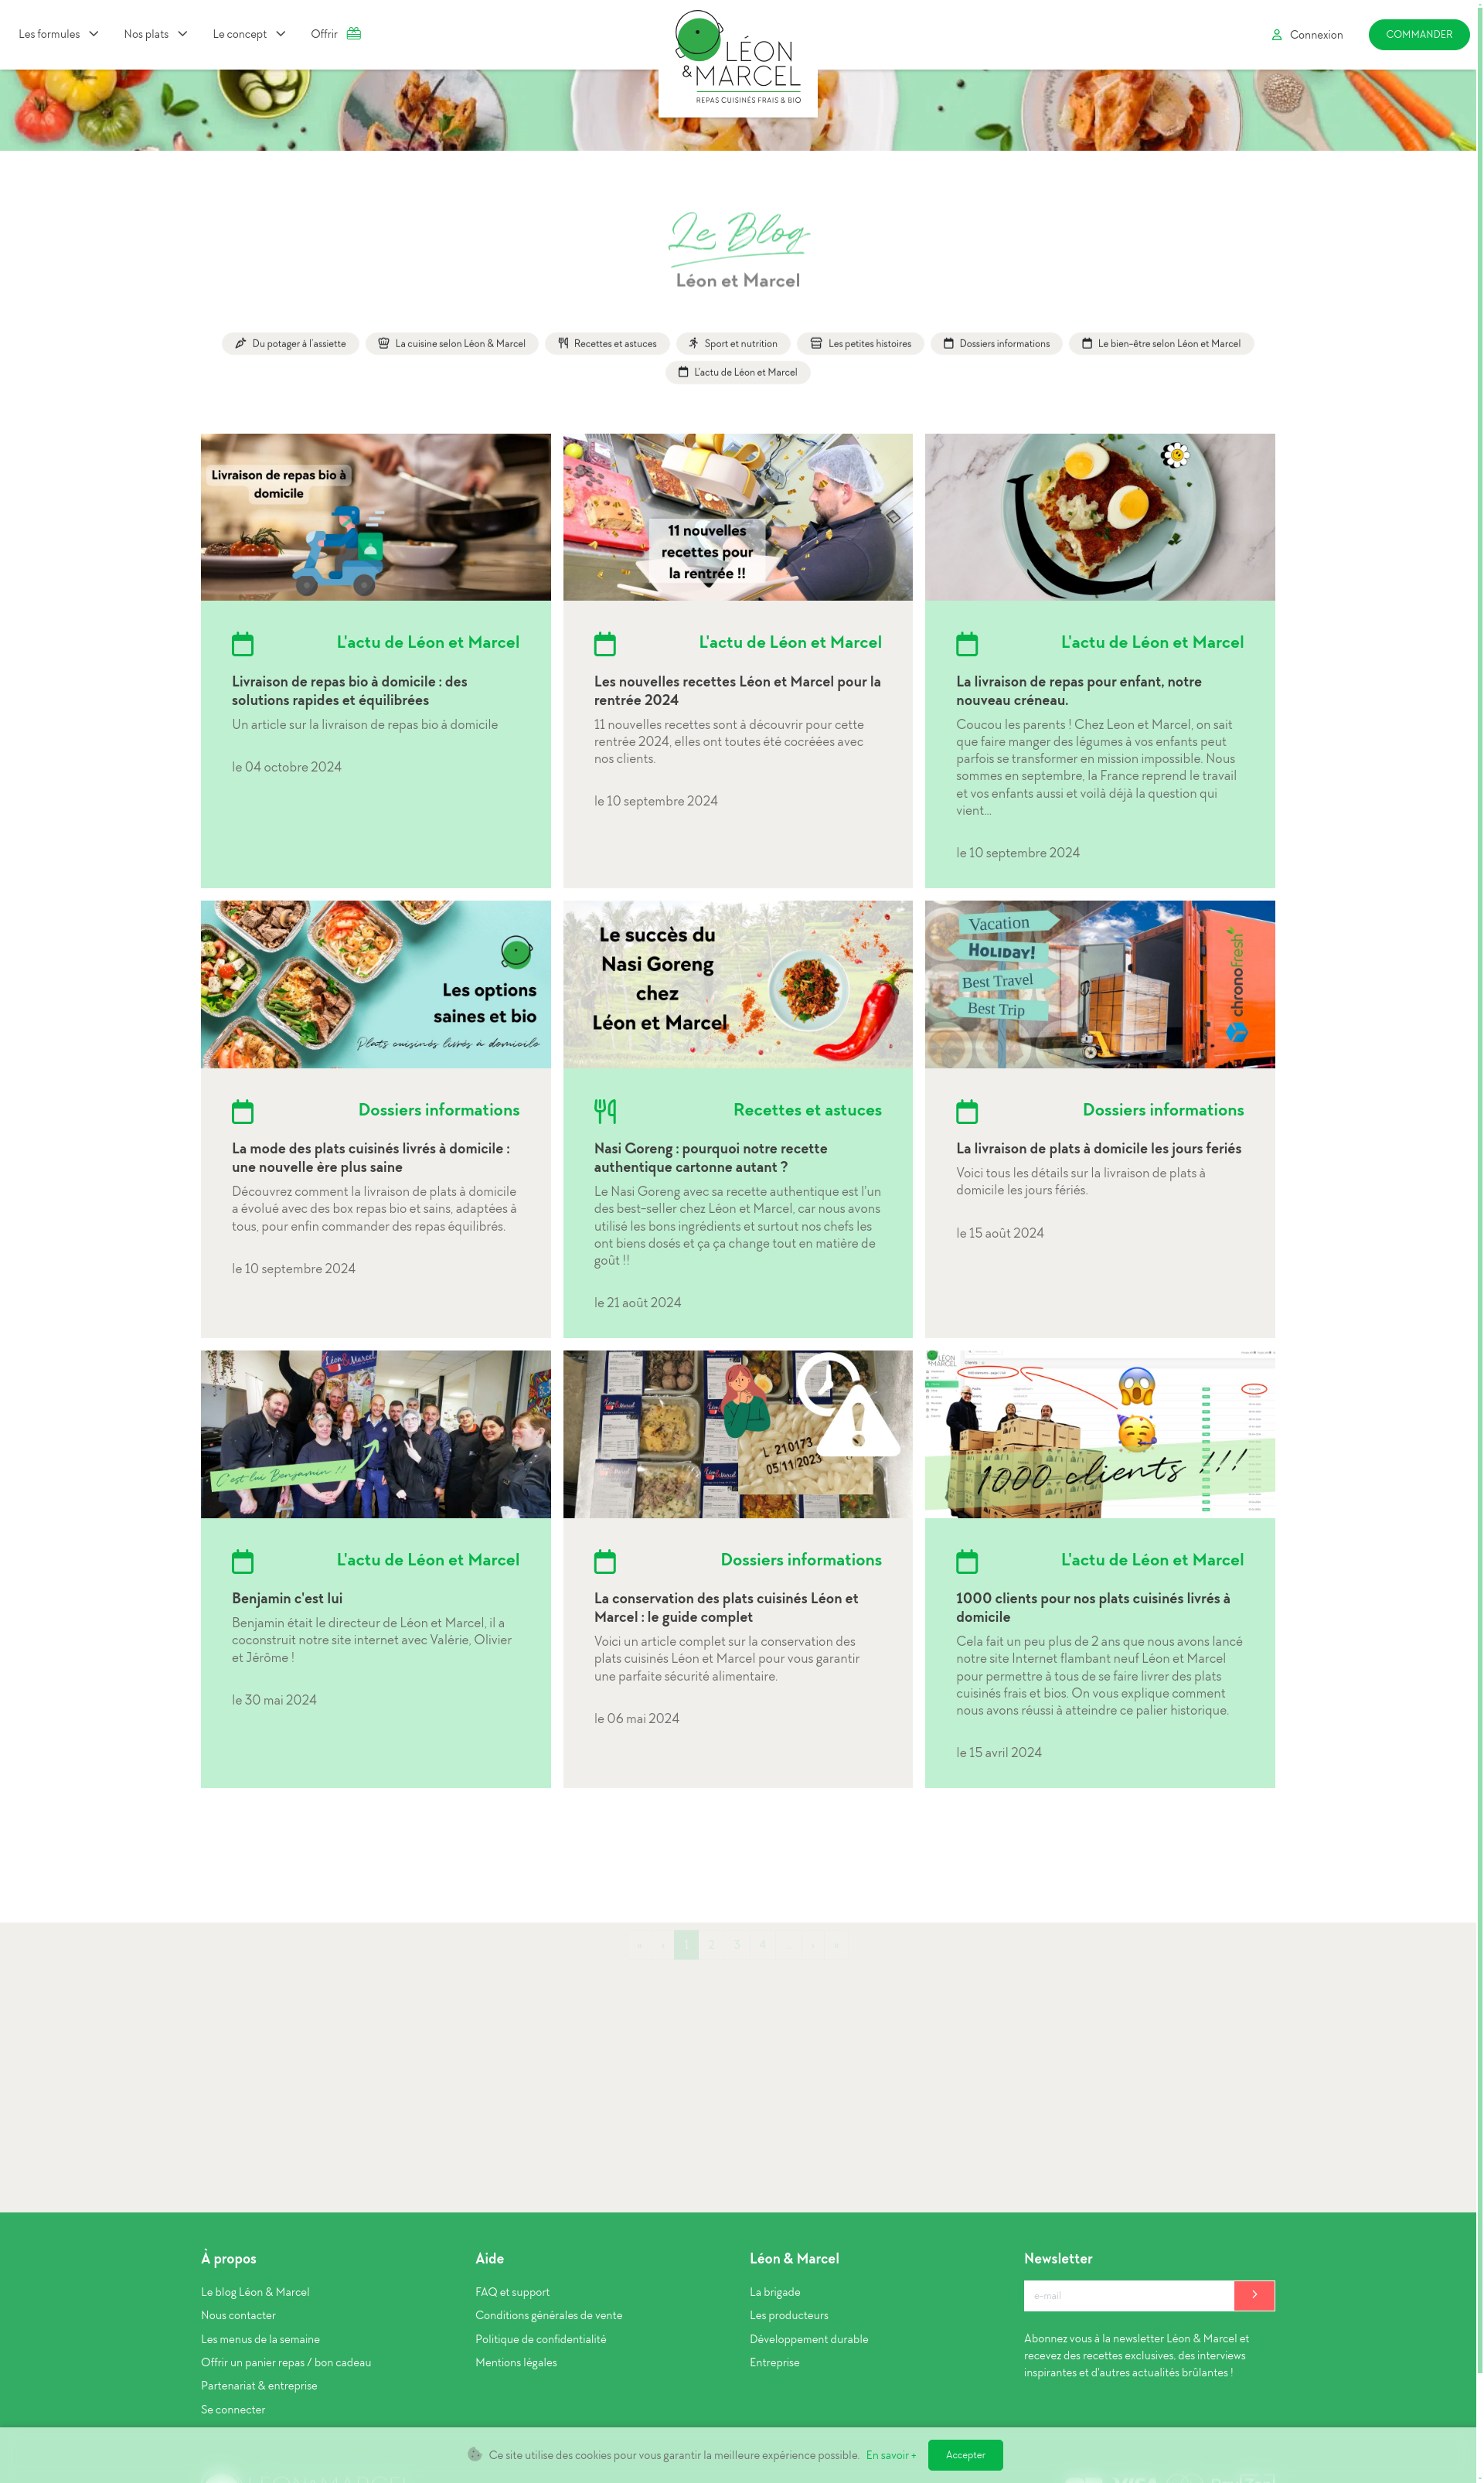 Les formules
Nos plats
Le concept
Offrir
LÉON
&MARCEL
REPAS CUISINÉS FRAIS & BIO
Connexion
COMMANDER
Le Blog
Léon et Marcel
Du potager à l'assiette
La cuisine selon Léon & Marcel
Recettes et astuces
Sport et nutrition
Les petites histoires
Dossiers informations
Le bien-être selon Léon et Marcel
L'actu de Léon et Marcel
Livraison de repas bio à
domicile
L'actu de Léon et Marcel
Livraison de repas bio à domicile : des
solutions rapides et équilibrées
Un article sur la livraison de repas bio à domicile
le 04 octobre 2024
11 nouvelles
recettes pour
la rentrée !!
L'actu de Léon et Marcel
Les nouvelles recettes Léon et Marcel pour la
rentrée 2024
11 nouvelles recettes sont à découvrir pour cette
rentrée 2024, elles ont toutes été cocréées avec
nos clients.
le 10 septembre 2024
L'actu de Léon et Marcel
La livraison de repas pour enfant, notre
nouveau créneau.
Coucou les parents ! Chez Leon et Marcel, on sait
que faire manger des légumes à vos enfants peut
parfois se transformer en mission impossible. Nous
sommes en septembre, la France reprend le travail
et vos enfants aussi et voilà déjà la question qui
vient...
le 10 septembre 2024
Les options
saines et bio
Plats cuisinés livrés à domicile
Dossiers informations
La mode des plats cuisinés livrés à domicile :
une nouvelle ère plus saine
Découvrez comment la livraison de plats à domicile
a évolué avec des box repas bio et sains, adaptées à
tous, pour enfin commander des repas équilibrés.
le 10 septembre 2024
Le succès du
Nasi Goreng
chez
Léon et Marcel
Recettes et astuces
Nasi Goreng : pourquoi notre recette
authentique cartonne autant ?
Le Nasi Goreng avec sa recette authentique est l'un
des best-seller chez Léon et Marcel, car nous avons
utilisé les bons ingrédients et surtout nos chefs les
ont biens dosés et ça ça change tout en matière de
goût !!
le 21 août 2024
Vacation
HOLIDAY!
Best Travel
Best Trip
chronofresh
Dossiers informations
La livraison de plats à domicile les jours feriés
Voici tous les détails sur la livraison de plats à
domicile les jours fériés.
le 15 août 2024
Léon & Marcel
C'est lui Benjamin !!
L'actu de Léon et Marcel
Benjamin c'est lui
Benjamin était le directeur de Léon et Marcel, il a
coconstruit notre site internet avec Valérie, Olivier
et Jérôme !
le 30 mai 2024
L 210173
05/11/2023
Dossiers informations
La conservation des plats cuisinés Léon et
Marcel : le guide complet
Voici un article complet sur la conservation des
plats cuisinés Léon et Marcel pour vous garantir
une parfaite sécurité alimentaire.
le 06 mai 2024
LÉON
&MARCEL
1000 clients !!!
L'actu de Léon et Marcel
1000 clients pour nos plats cuisinés livrés à
domicile
Cela fait un peu plus de 2 ans que nous avons lancé
notre site Internet flambant neuf Léon et Marcel
pour permettre à tous de se faire livrer des plats
cuisinés frais et bios. On vous explique comment
nous avons réussi à atteindre ce palier historique.
le 15 avril 2024
« ‹ 1 2 3 4 ... › »
À propos
Le blog Léon & Marcel
Nous contacter
Les menus de la semaine
Offrir un panier repas / bon cadeau
Partenariat & entreprise
Se connecter
Aide
FAQ et support
Conditions générales de vente
Politique de confidentialité
Mentions légales
Léon & Marcel
La brigade
Les producteurs
Développement durable
Entreprise
Newsletter
e-mail
Abonnez vous à la newsletter Léon & Marcel et
recevez des recettes exclusives, des interviews
inspirantes et d'autres actualités brûlantes !
Ce site utilise des cookies pour vous garantir la meilleure expérience possible. En savoir +
Accepter